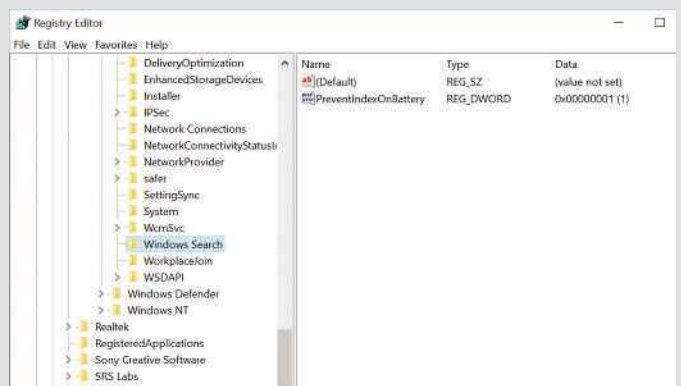 Registry Editor
File Edit View Favorites Help
DeliveryOptimization
EnhancedStorageDevices
Installer
IPSec
Network Connections
NetworkConnectivityStatusI
NetworkProvider
safer
SettingSync
System
WcmSvc
Windows Search
WorkplaceJoin
WSDAPI
Windows Defender
Windows NT
Realtek
RegisteredApplications
Sony Creative Software
SRS Labs
Name Type Data
(Default) REG_SZ (value not set)
PreventIndexOnBattery REG_DWORD 0x00000001 (1)